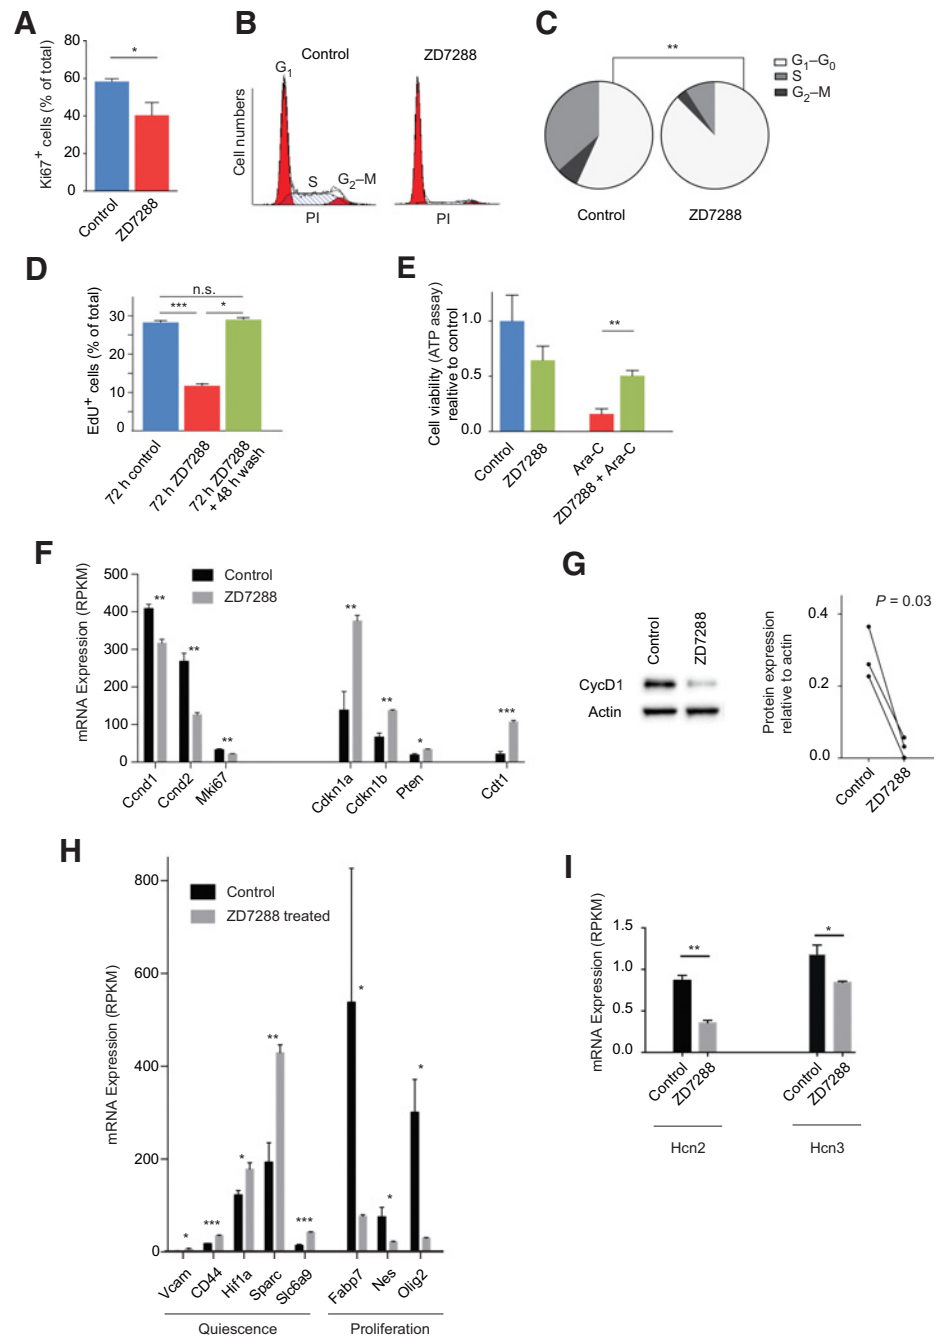 A
Ki67+ cells (% of total)
80
60
40
20
0
*
Control
ZD7288
B
Control
ZD7288
Cell numbers
G1
S
G2–M
PI
PI
C
**
G1–G0
S
G2–M
Control
ZD7288
D
EdU+ cells (% of total)
30
20
10
0
n.s.
***
*
72 h control
72 h ZD7288
72 h ZD7288
+ 48 h wash
E
Cell viability (ATP assay)
realtive to control
1.0
0.5
0.0
**
Control
ZD7288
Ara-C
ZD7288 + Ara-C
F
mRNA Expression (RPKM)
500
400
300
200
100
0
Control
ZD7288
**
**
**
**
**
*
***
Ccnd1
Ccnd2
Mki67
Cdkn1a
Cdkn1b
Pten
Cdt1
G
Control
ZD7288
CycD1
Actin
Protein expression
relative to actin
0.4
0.2
0.0
P = 0.03
Control
ZD7288
H
mRNA Expression (RPKM)
800
600
400
200
0
Control
ZD7288 treated
*
***
*
**
***
*
*
*
Vcam
CD44
Hif1a
Sparc
Slc6a9
Fabp7
Nes
Olig2
Quiescence
Proliferation
I
mRNA Expression (RPKM)
1.5
1.0
0.5
0.0
**
*
Control
ZD7288
Control
ZD7288
Hcn2
Hcn3